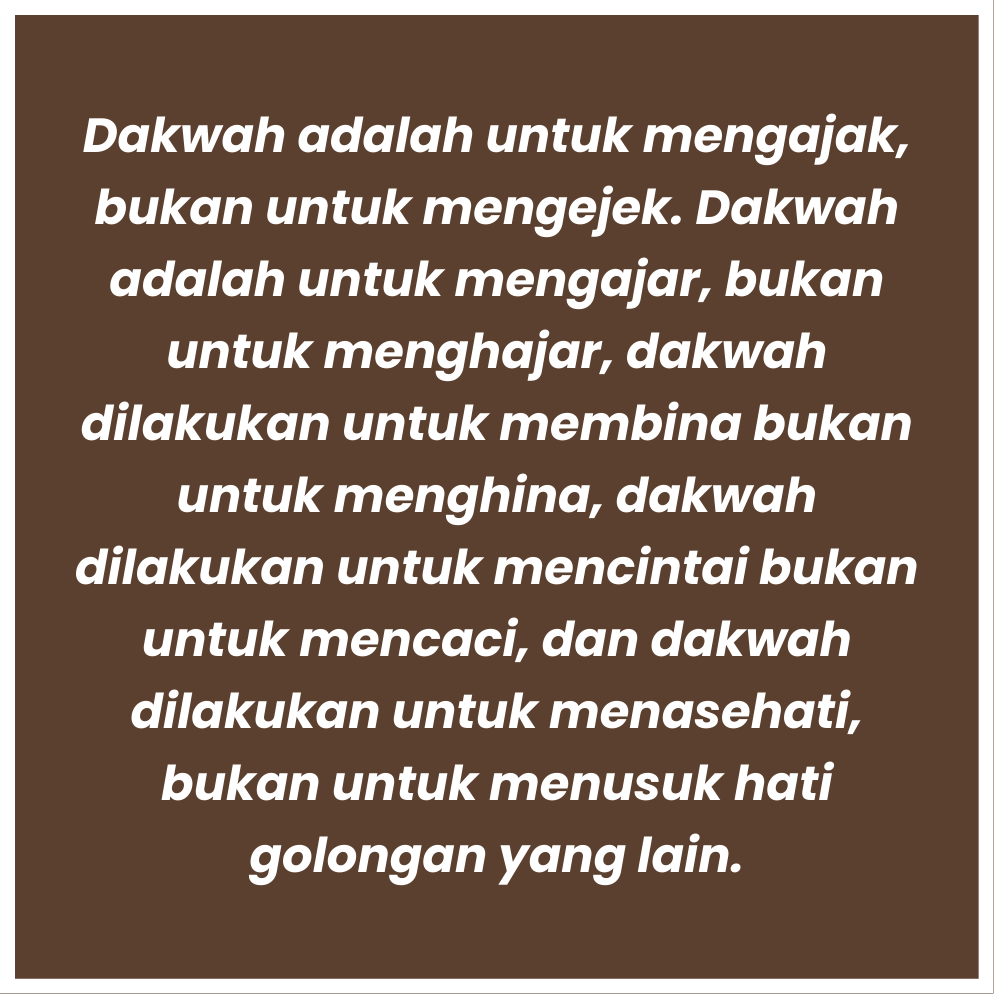 Dakwah adalah untuk mengajak,
bukan untuk mengejek. Dakwah
adalah untuk mengajar, bukan
untuk menghajar, dakwah
dilakukan untuk membina bukan
untuk menghina, dakwah
dilakukan untuk mencintai bukan
untuk mencaci, dan dakwah
dilakukan untuk menasehati,
bukan untuk menusuk hati
golongan yang lain.